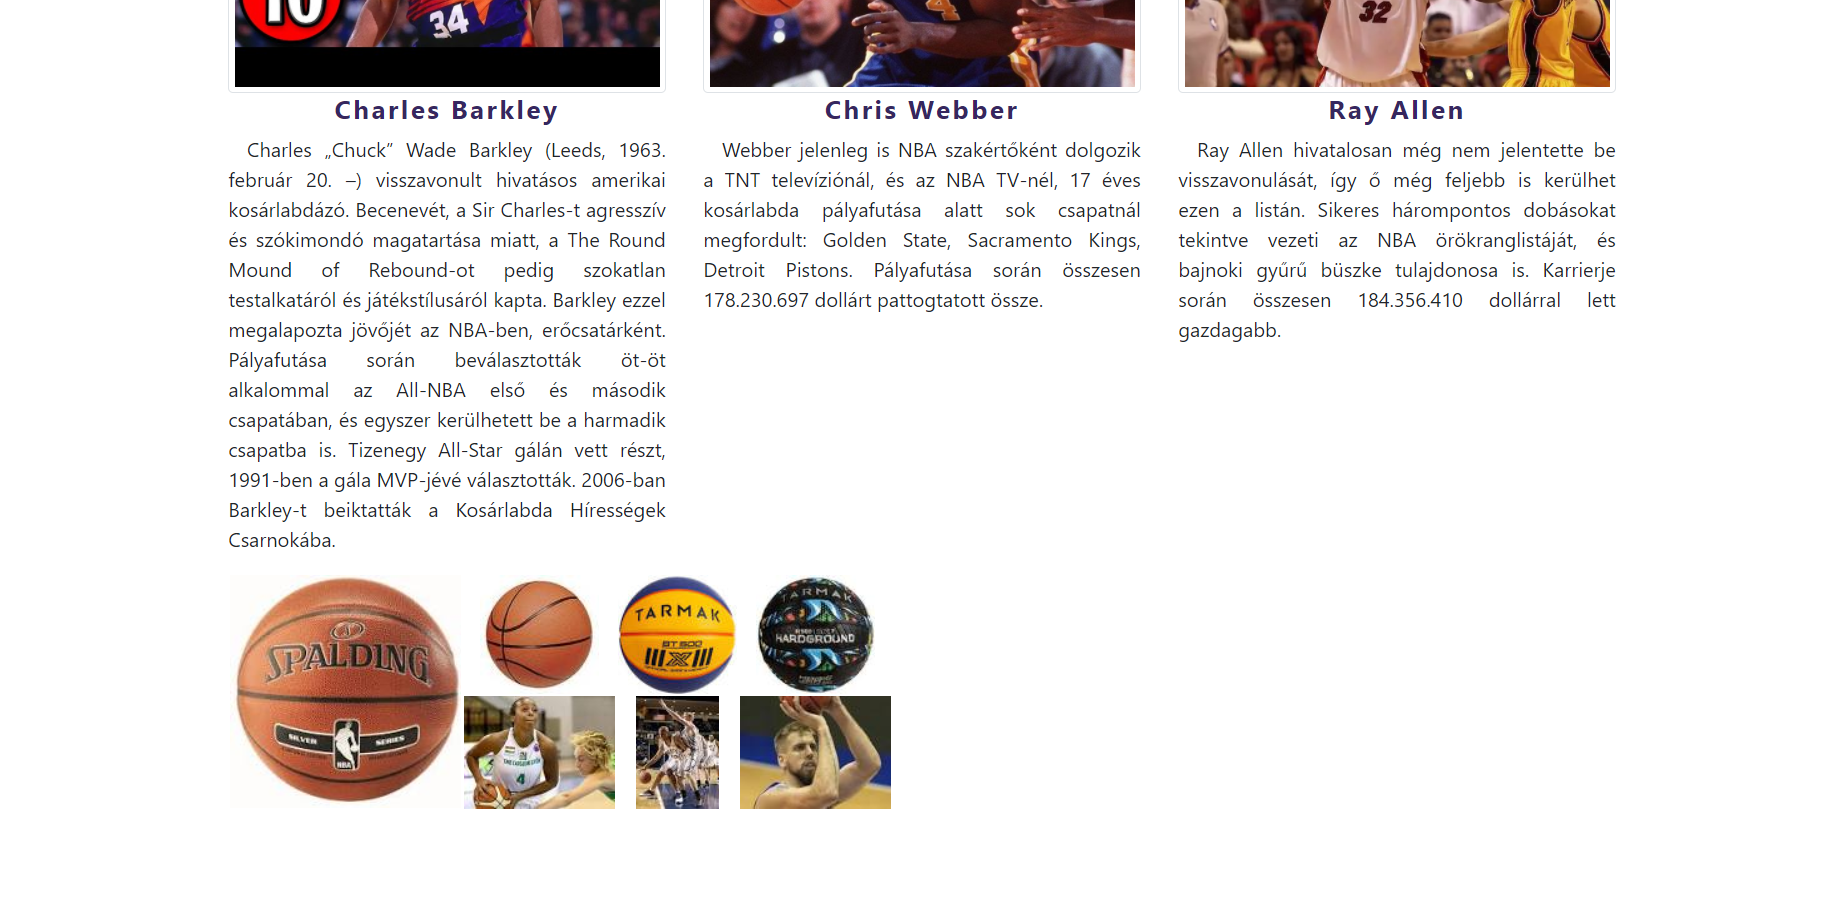 10
34
4
32
Charles Barkley
Charles „Chuck” Wade Barkley (Leeds, 1963.
február 20. –) visszavonult hivatásos amerikai
kosárlabdázó. Becenevét, a Sir Charles-t agresszív
és szókimondó magatartása miatt, a The Round
Mound of Rebound-ot pedig szokatlan
testalkatáról és játékstílusáról kapta. Barkley ezzel
megalapozta jövőjét az NBA-ben, erőcsatárként.
Pályafutása során beválasztották öt-öt
alkalommal az All-NBA első és második
csapatában, és egyszer kerülhetett be a harmadik
csapatba is. Tizenegy All-Star gálán vett részt,
1991-ben a gála MVP-jévé választották. 2006-ban
Barkley-t beiktatták a Kosárlabda Hírességek
Csarnokába.
Chris Webber
Webber jelenleg is NBA szakértőként dolgozik
a TNT televíziónál, és az NBA TV-nél, 17 éves
kosárlabda pályafutása alatt sok csapatnál
megfordult: Golden State, Sacramento Kings,
Detroit Pistons. Pályafutása során összesen
178.230.697 dollárt pattogtatott össze.
Ray Allen
Ray Allen hivatalosan még nem jelentette be
visszavonulását, így ő még feljebb is kerülhet
ezen a listán. Sikeres hárompontos dobásokat
tekintve vezeti az NBA örökranglistáját, és
bajnoki gyűrű büszke tulajdonosa is. Karrierje
során összesen 184.356.410 dollárral lett
gazdagabb.
SPALDING
SILVER SERIES
NBA
TARMAK
BT 500
TARMAK
HARDGROUND
4